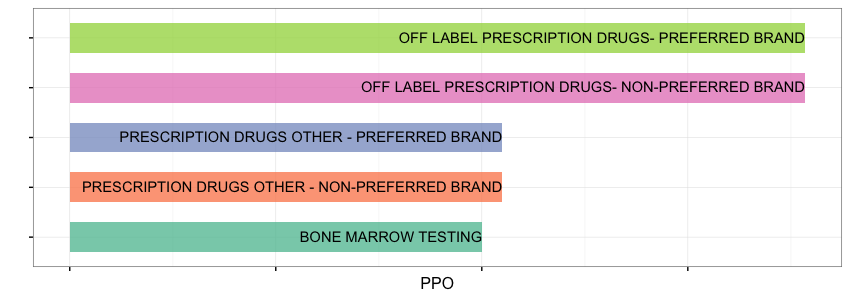 OFF LABEL PRESCRIPTION DRUGS- PREFERRED BRAND
OFF LABEL PRESCRIPTION DRUGS- NON-PREFERRED BRAND
PRESCRIPTION DRUGS OTHER - PREFERRED BRAND
PRESCRIPTION DRUGS OTHER - NON-PREFERRED BRAND
BONE MARROW TESTING
PPO